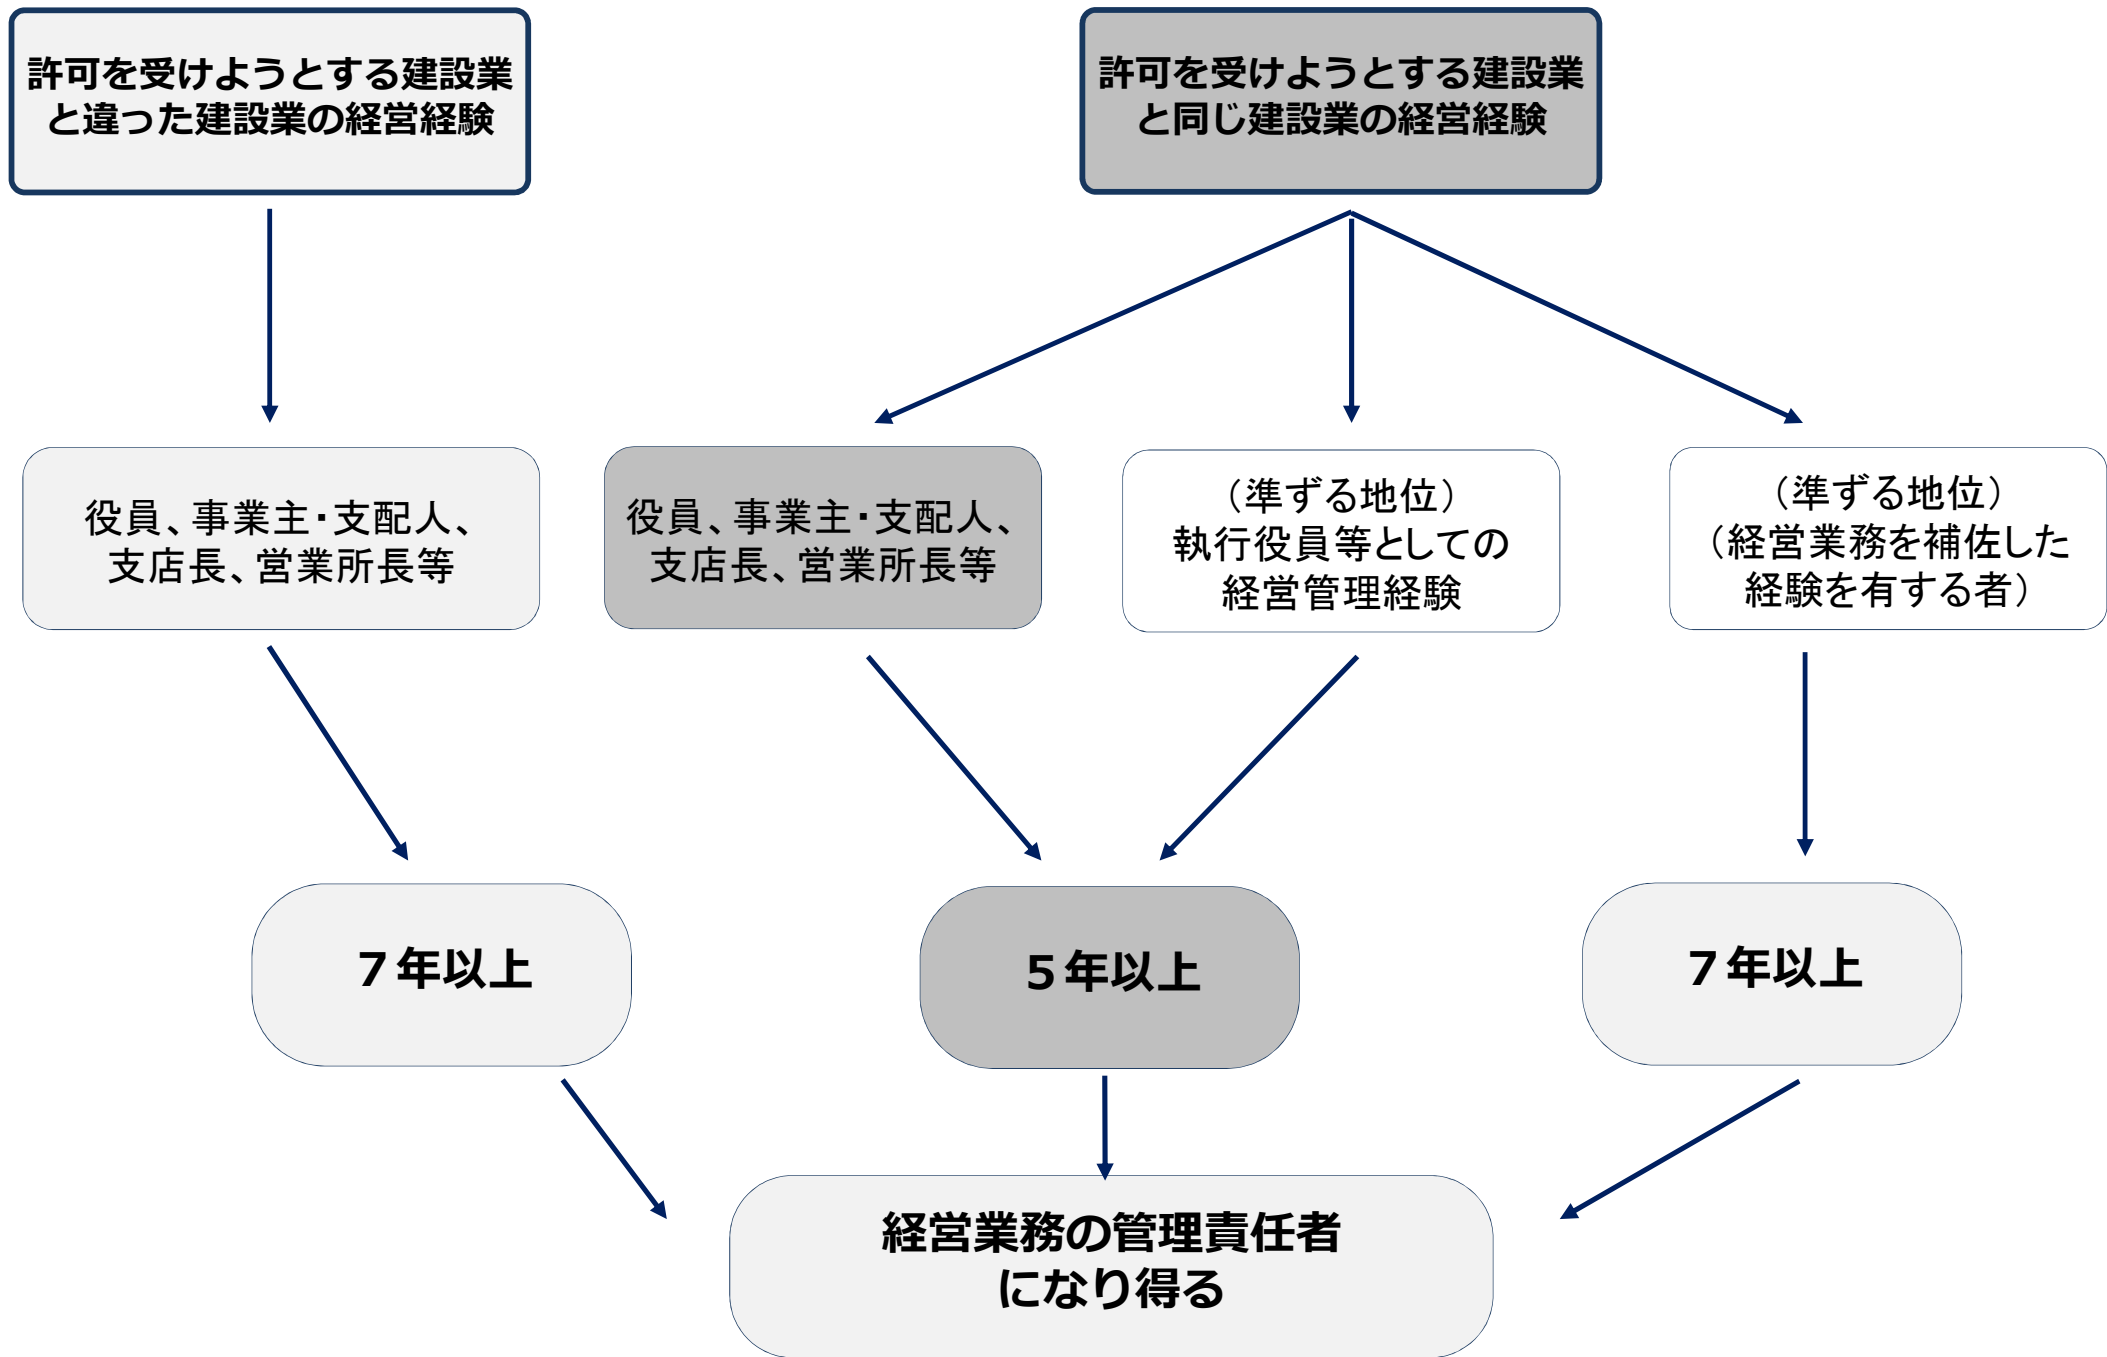 許可を受けようとする建設業
と違った建設業の経営経験
許可を受けようとする建設業
と同じ建設業の経営経験
役員、事業主・支配人、
支店長、営業所長等
役員、事業主・支配人、
支店長、営業所長等
（準ずる地位）
執行役員等としての
経営管理経験
（準ずる地位）
（経営業務を補佐した
経験を有する者）
７年以上
５年以上
７年以上
経営業務の管理責任者
になり得る